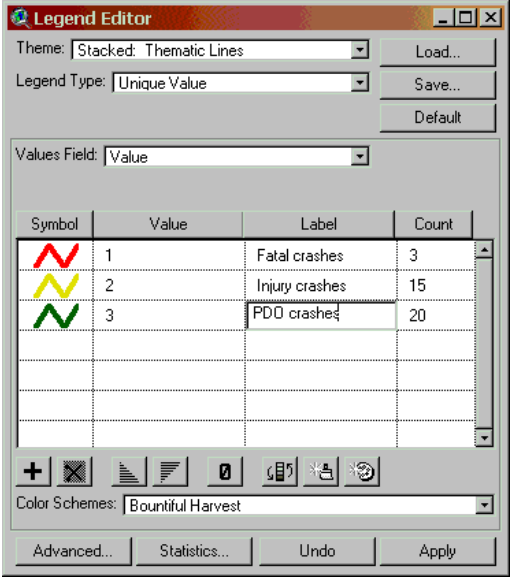 Legend Editor
Theme: Stacked: Thematic Lines Load...
Legend Type: Unique Value Save...
Default
Values Field: Value
Symbol Value Label Count
1 Fatal crashes 3
2 Injury crashes 15
3 PDO crashes 20
0
Color Schemes: Bountiful Harvest
Advanced... Statistics... Undo Apply